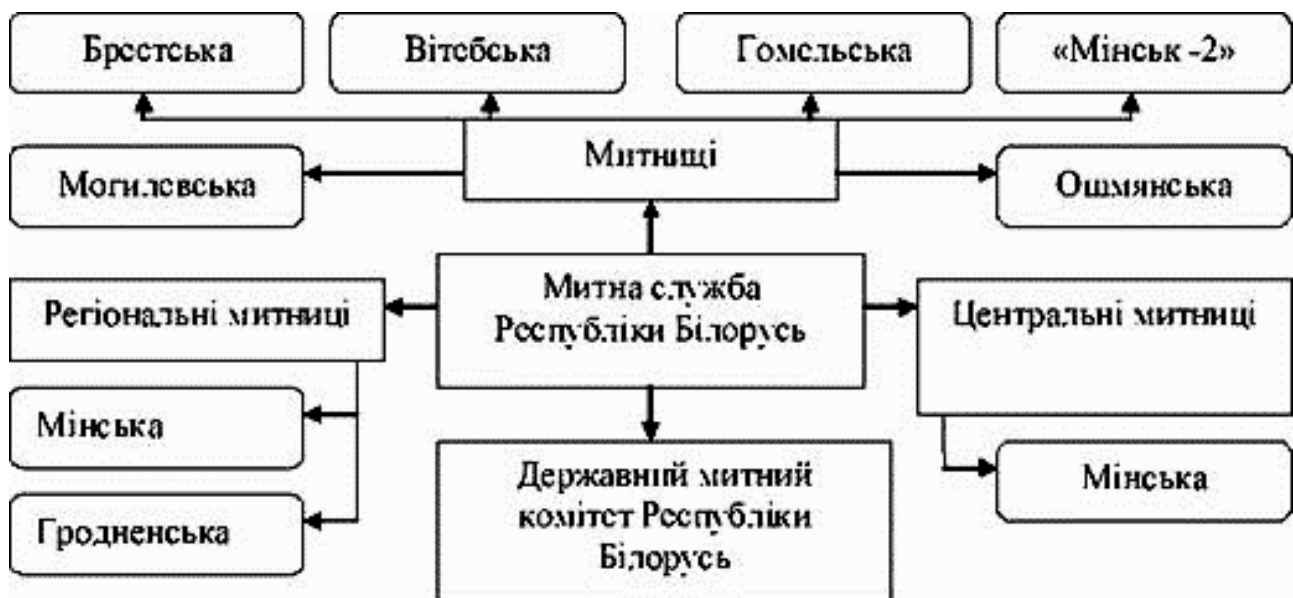 Брестська
Вітебська
Гомельська
«Мінськ -2»
Митниці
Могилевська
Ошмянська
Митна служба
Республіки Білорусь
Регіональні митниці
Центральні митниці
Мінська
Гродненська
Державний митний
комітет Республіки
Білорусь
Мінська